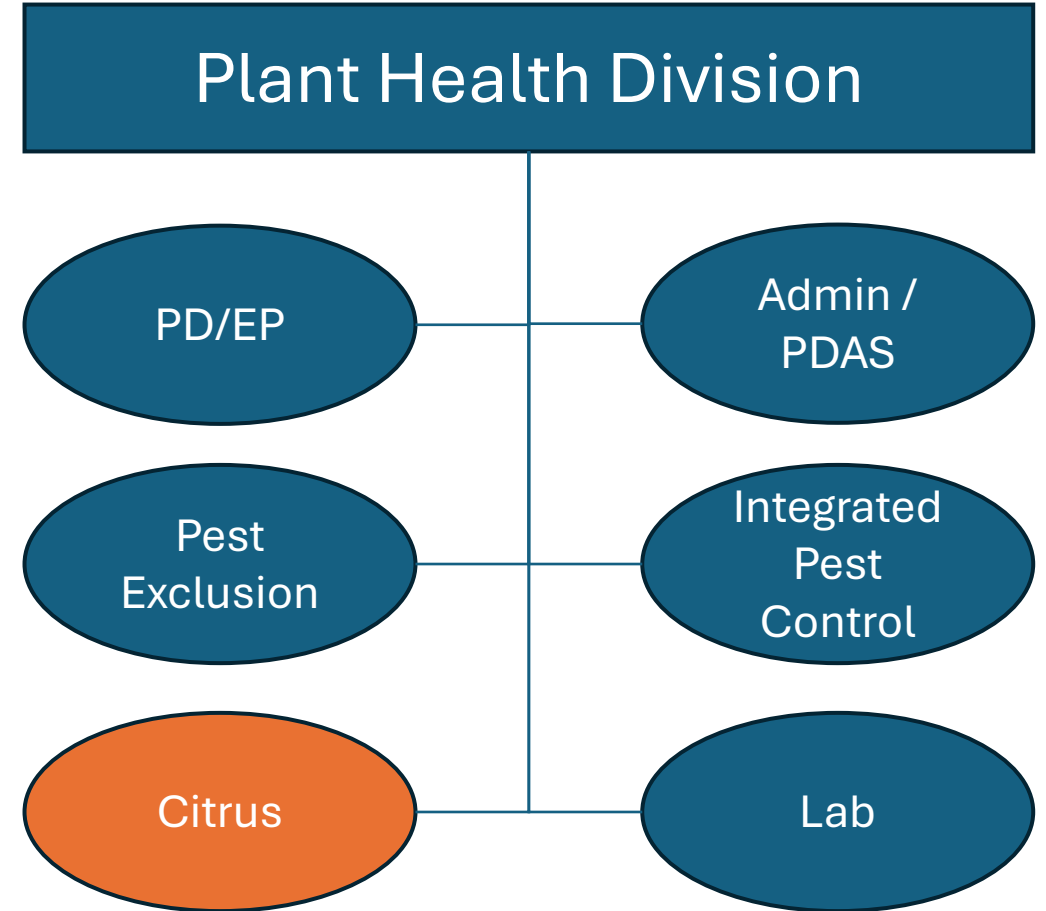 Plant Health Division
PD/EP
Admin /
PDAS
Pest
Exclusion
Integrated
Pest
Control
Citrus
Lab